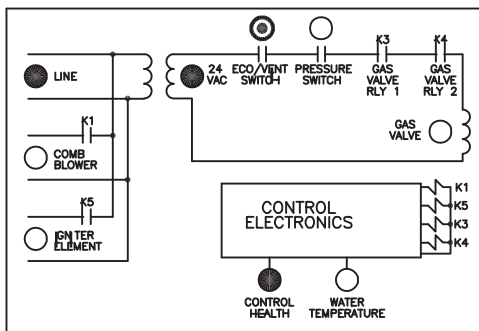 LINE
K1
COMB
BLOWER
K5
IGNITER
ELEMENT
24
VAC
ECO/VENT
SWITCH
PRESSURE
SWITCH
K3
GAS
VALVE
RLY 1
K4
GAS
VALVE
RLY 2
GAS
VALVE
CONTROL
ELECTRONICS
K1
K5
K3
K4
CONTROL
HEALTH
WATER
TEMPERATURE